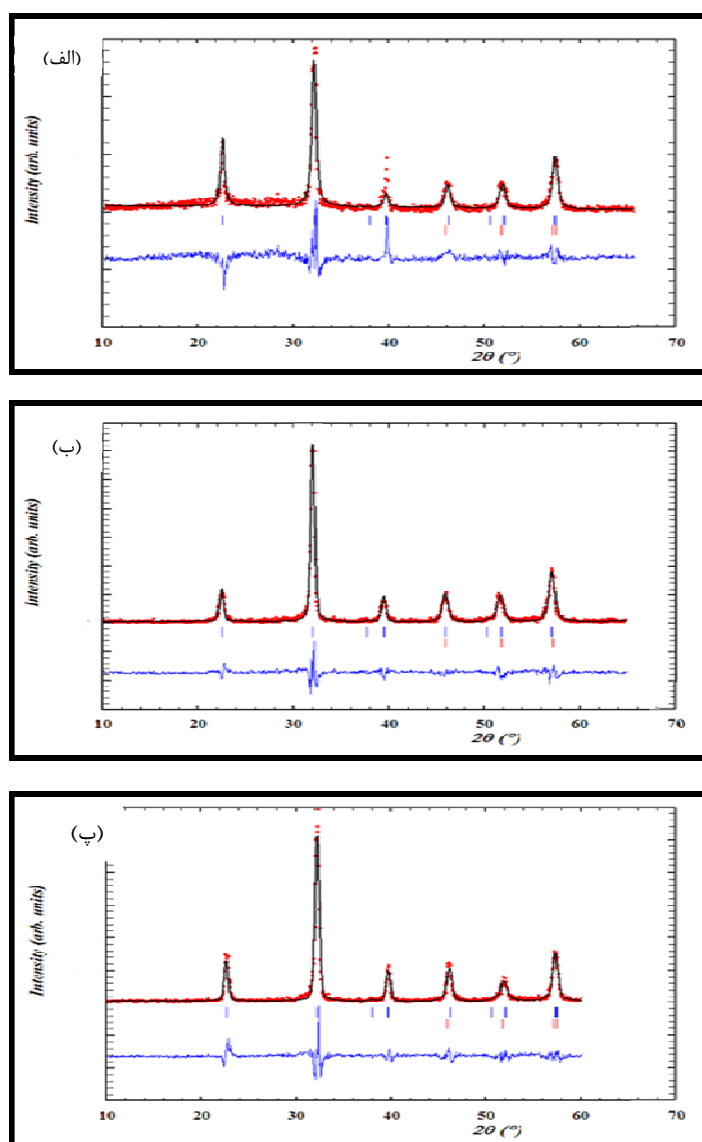 (الف)
Intensity (arb. units)
10 20 30 40 50 60 70
2θ (°)
(ب)
Intensity (arb. units)
10 20 30 40 50 60 70
2θ (°)
(پ)
Intensity (arb. units)
10 20 30 40 50 60 70
2θ (°)